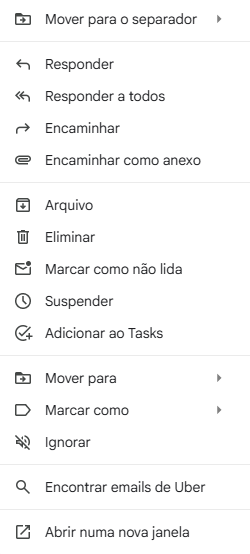 Mover para o separador
Responder
Responder a todos
Encaminhar
Encaminhar como anexo
Arquivo
Eliminar
Marcar como não lida
Suspender
Adicionar ao Tasks
Mover para
Marcar como
Ignorar
Encontrar emails de Uber
Abrir numa nova janela